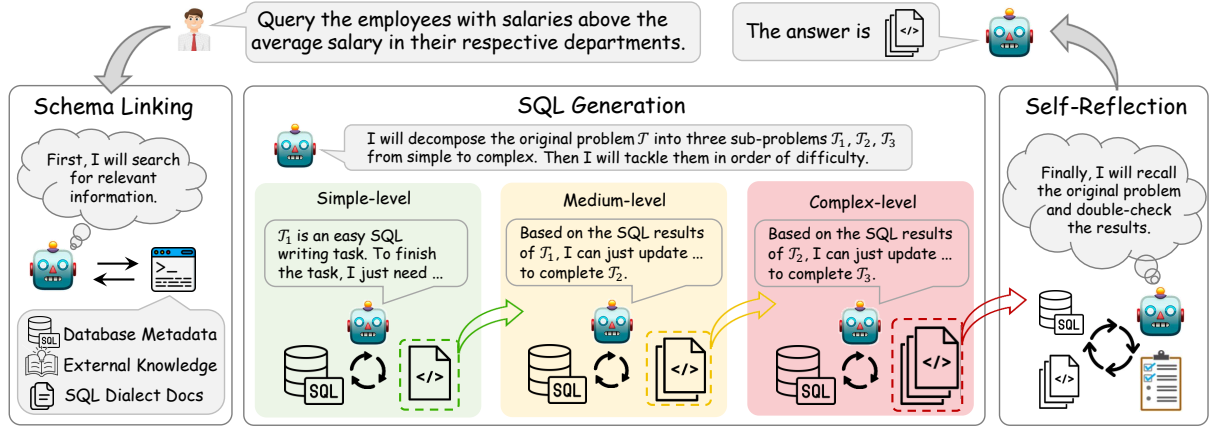 Query the employees with salaries above the
average salary in their respective departments.
The answer is
</>
Schema Linking
First, I will search
for relevant
information.
>_
SQL
Database Metadata
External Knowledge
SQL Dialect Docs
SQL Generation
I will decompose the original problem 𝒯 into three sub-problems 𝒯₁, 𝒯₂, 𝒯₃
from simple to complex. Then I will tackle them in order of difficulty.
Simple-level
𝒯₁ is an easy SQL
writing task. To finish
the task, I just need ...
SQL
</>
Medium-level
Based on the SQL results
of 𝒯₁, I can just update ...
to complete 𝒯₂.
SQL
</>
Complex-level
Based on the SQL results
of 𝒯₂, I can just update ...
to complete 𝒯₃.
SQL
</>
Self-Reflection
Finally, I will recall
the original problem
and double-check
the results.
SQL
</>